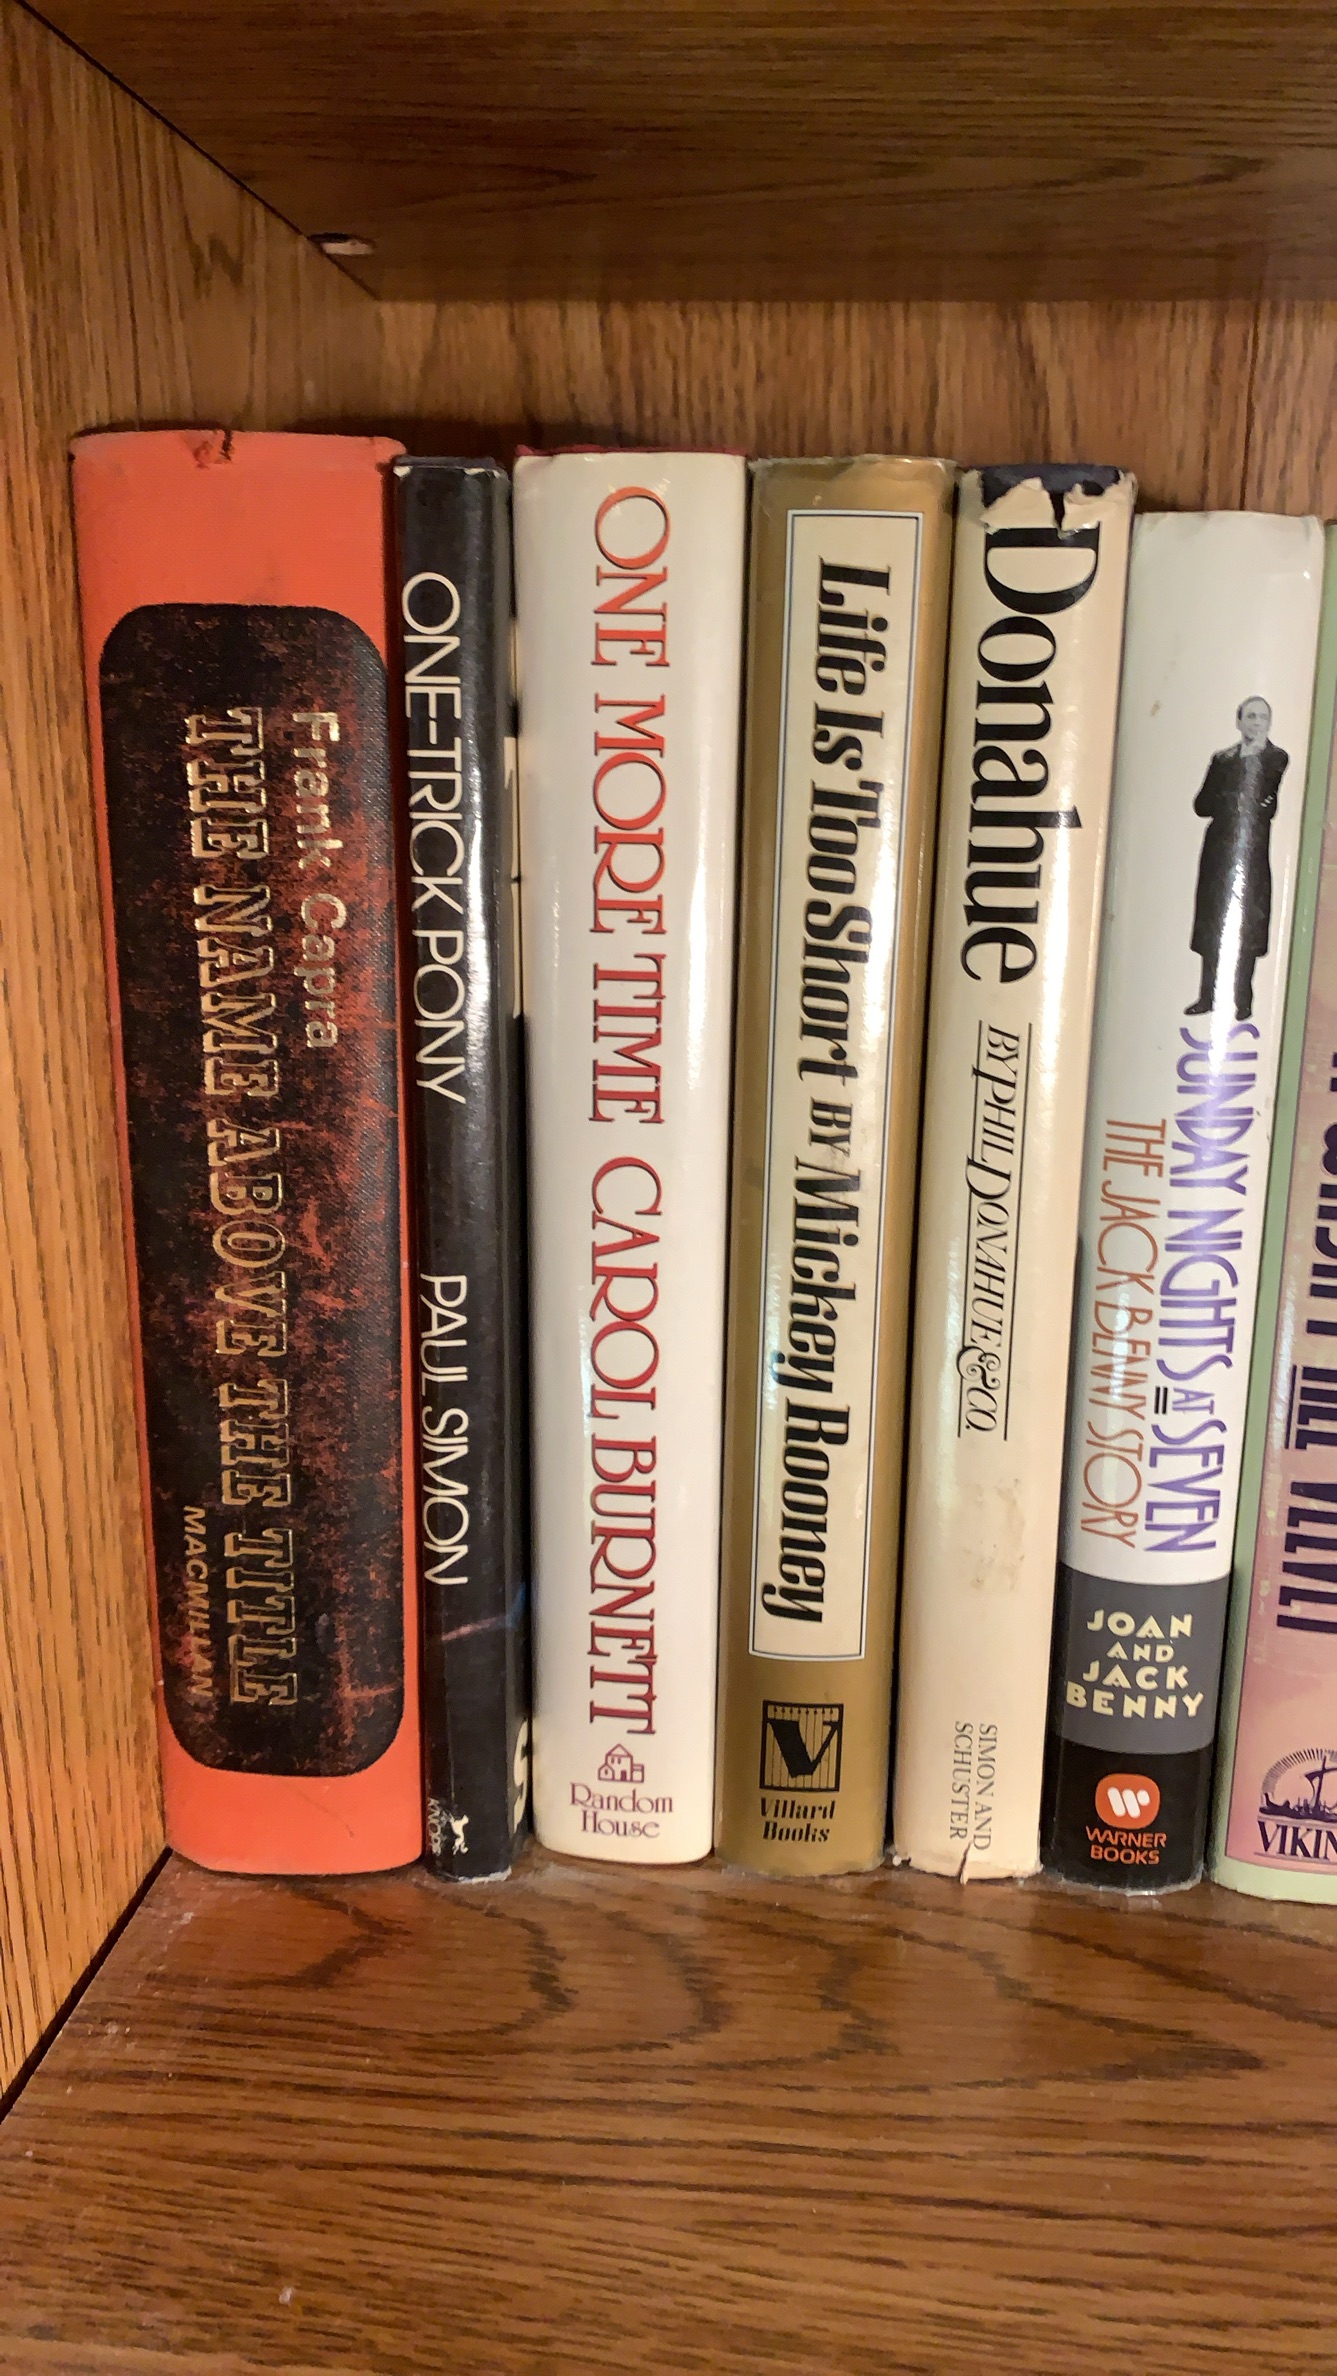 Frank Capra
THE NAME ABOVE THE TITLE
MACMILLAN
ONE-TRICK PONY
PAUL SIMON
KNOPF
ONE MORE TIME CAROL BURNETT
Random
House
Life Is Too Short BY Mickey Rooney
V
Villard
Books
Donahue
BY PHIL DONAHUE & CO.
SIMON AND
SCHUSTER
SUNDAY NIGHTS AT SEVEN
THE JACK BENNY STORY
JOAN
AND
JACK
BENNY
W
WARNER
BOOKS
THE